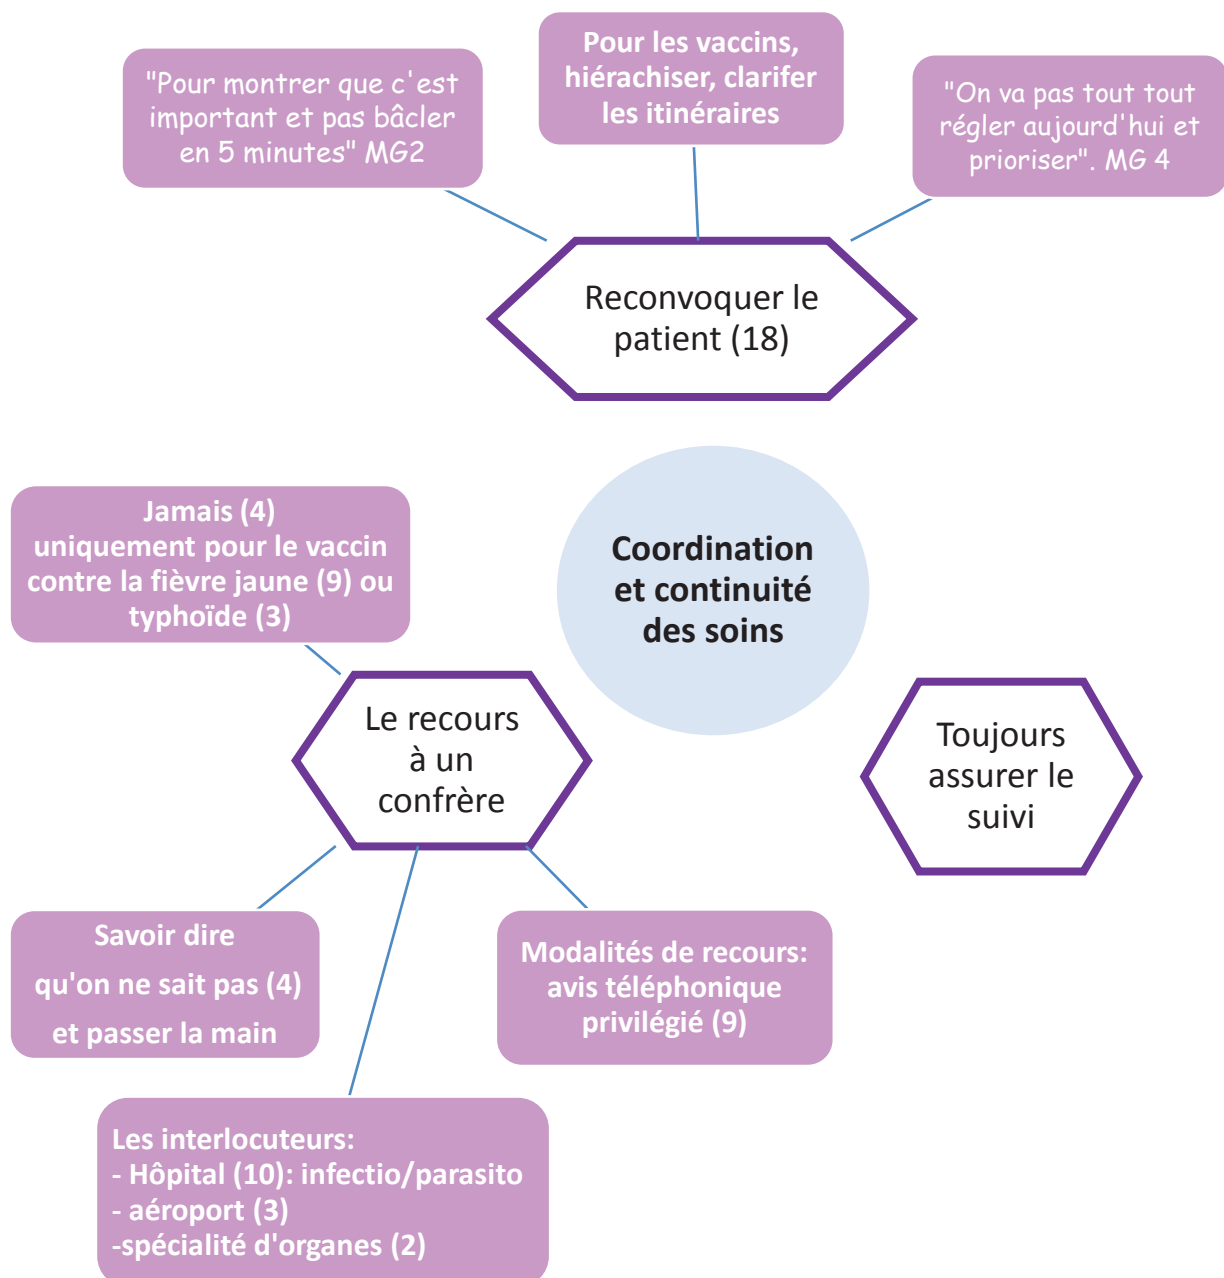 "Pour montrer que c'est
important et pas bâcler
en 5 minutes" MG2
Pour les vaccins,
hiérachiser, clarifer
les itinéraires
"On va pas tout tout
régler aujourd'hui et
prioriser". MG 4
Reconvoquer le
patient (18)
Coordination
et continuité
des soins
Jamais (4)
uniquement pour le vaccin
contre la fièvre jaune (9) ou
typhoïde (3)
Le recours
à un
confrère
Toujours
assurer le
suivi
Savoir dire
qu'on ne sait pas (4)
et passer la main
Modalités de recours:
avis téléphonique
privilégié (9)
Les interlocuteurs:
- Hôpital (10): infectio/parasito
- aéroport (3)
-spécialité d'organes (2)